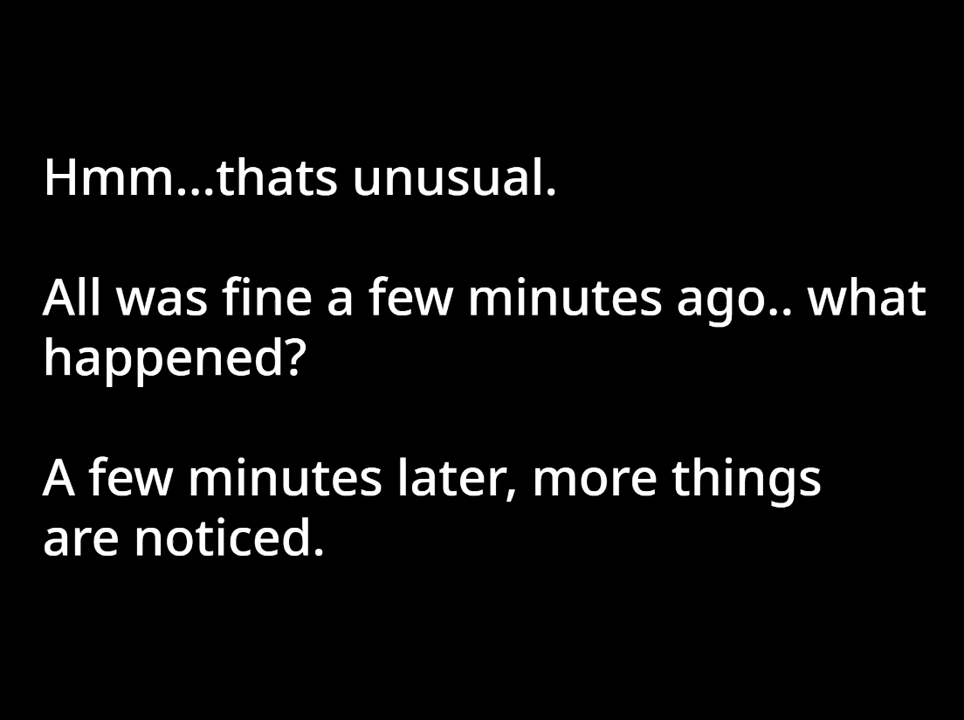 Hmm...thats unusual.
All was fine a few minutes ago.. what
happened?
A few minutes later, more things
are noticed.